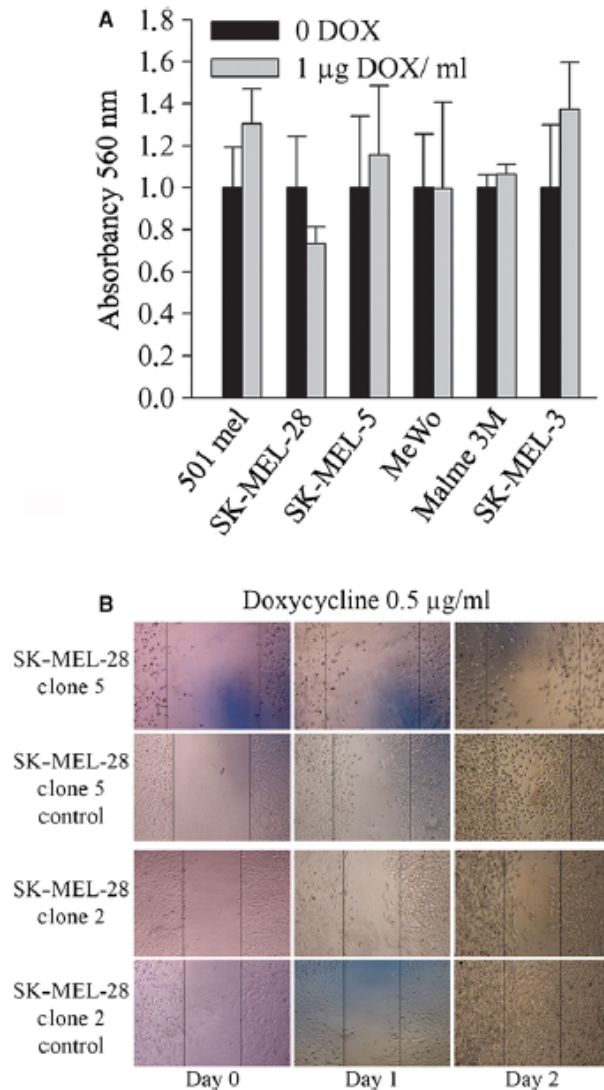 A
0 DOX
1 µg DOX/ ml
Absorbancy 560 nm
1.8
1.6
1.4
1.2
1.0
0.8
0.6
0.4
0.2
0.0
501 mel
SK-MEL-28
SK-MEL-5
MeWo
Malme 3M
SK-MEL-3
B
Doxycycline 0.5 µg/ml
SK-MEL-28
clone 5
SK-MEL-28
clone 5
control
SK-MEL-28
clone 2
SK-MEL-28
clone 2
control
Day 0
Day 1
Day 2